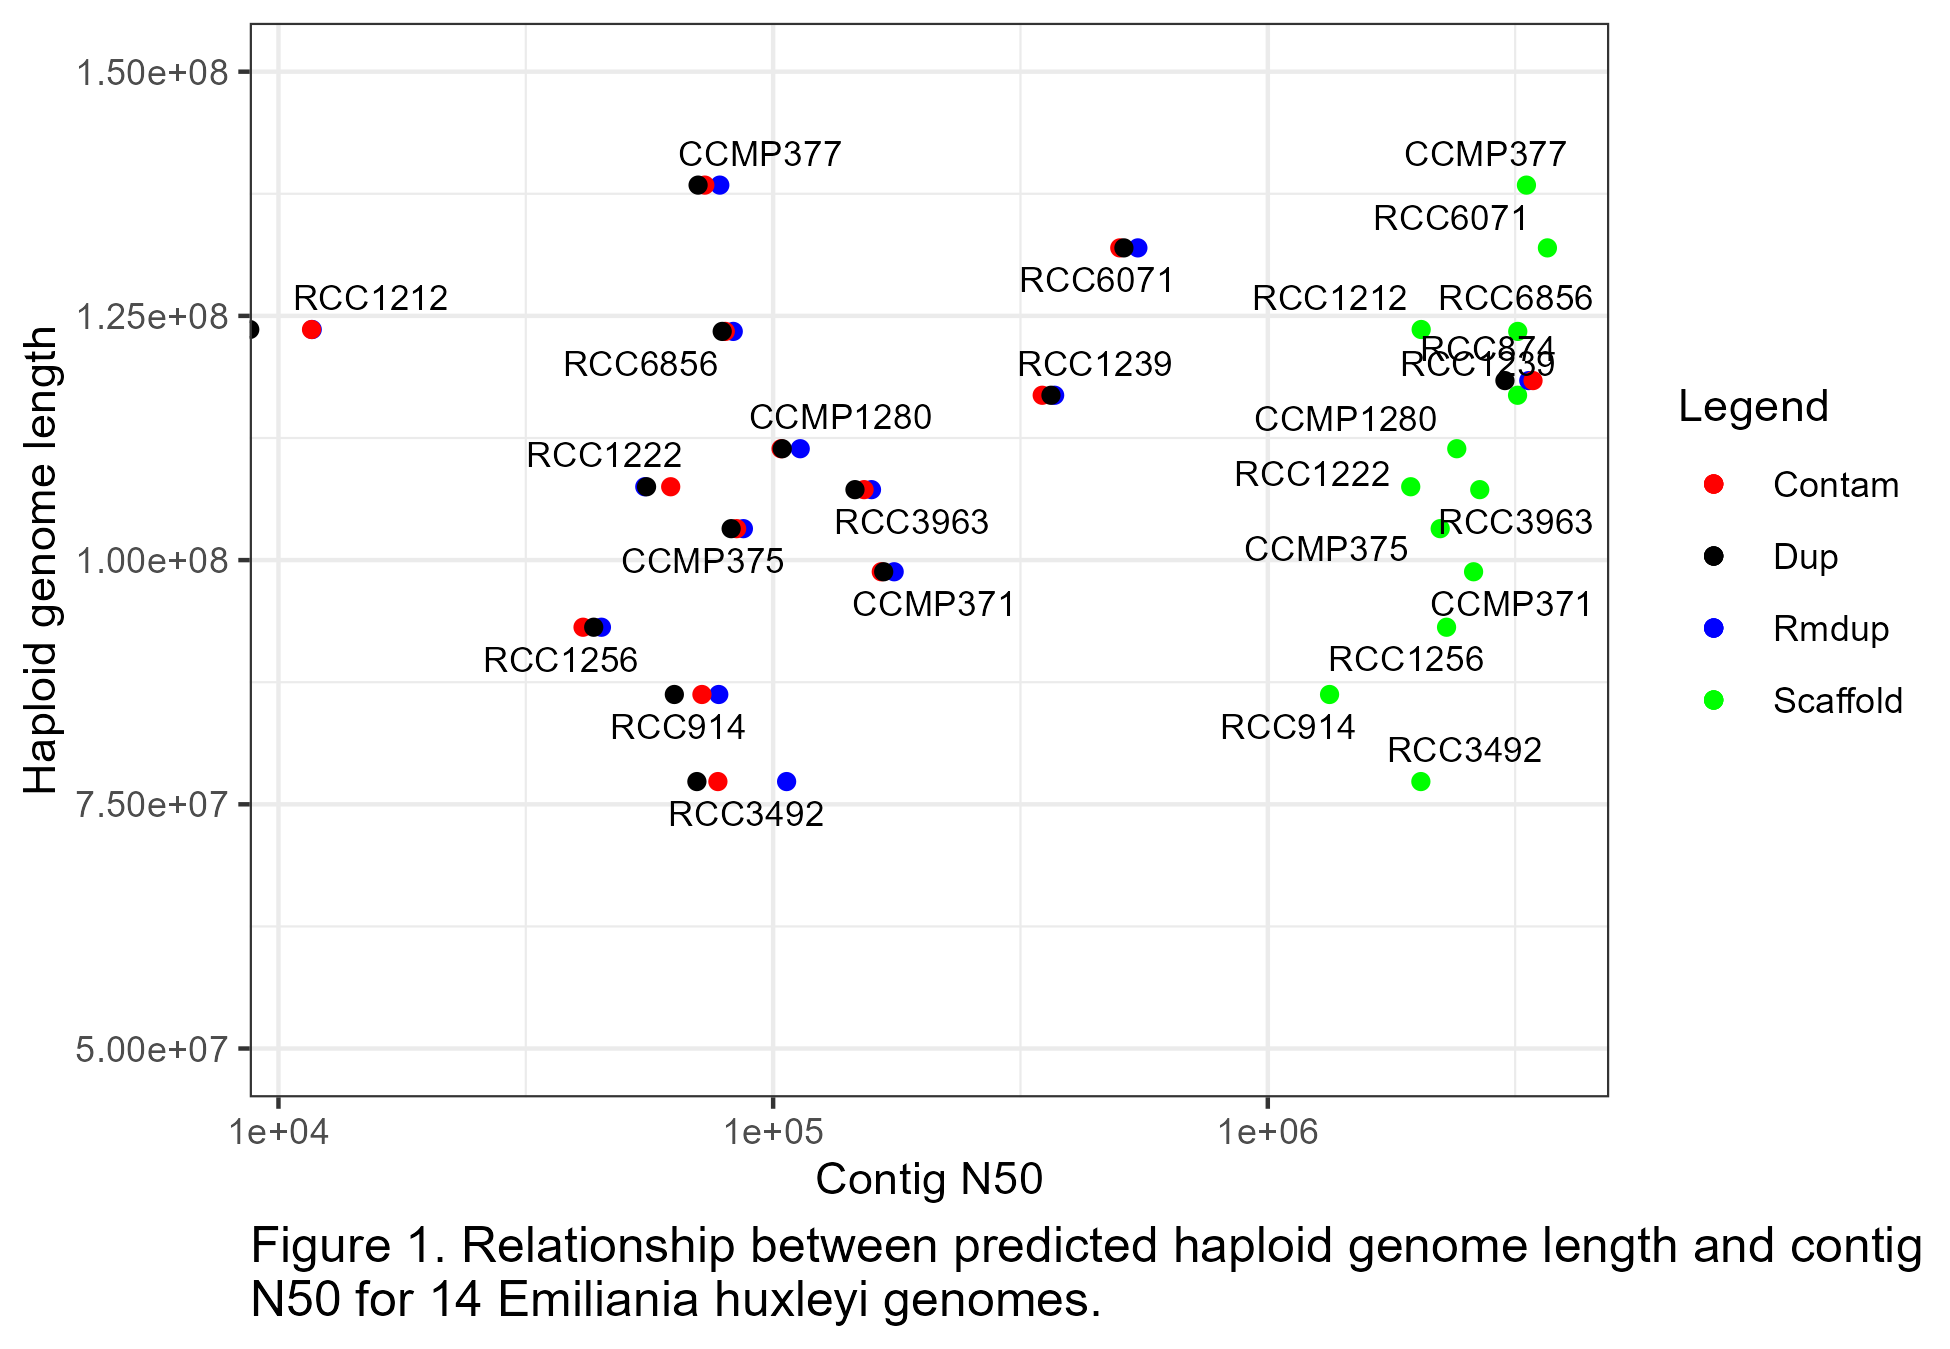 1.50e+08
CCMP377
CCMP377
RCC6071
RCC6071
RCC1212
RCC1212
RCC6856
1.25e+08
RCC874
RCC6856
RCC1239
RCC1239
CCMP1280
CCMP1280
RCC1222
RCC1222
RCC3963
RCC3963
CCMP375
CCMP375
1.00e+08
CCMP371
CCMP371
RCC1256
RCC1256
RCC914
RCC914
RCC3492
RCC3492
7.50e+07
5.00e+07
Haploid genome length
1e+04
1e+05
1e+06
Contig N50
Legend
Contam
Dup
Rmdup
Scaffold
Figure 1. Relationship between predicted haploid genome length and contig
N50 for 14 Emiliania huxleyi genomes.